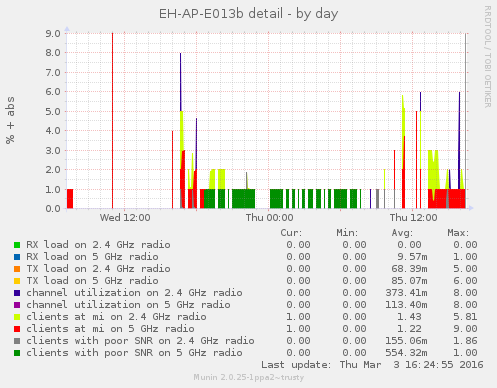 EH-AP-E013b detail - by day
RRDTOOL / TOBI OETIKER
% + abs
9.0
8.0
7.0
6.0
5.0
4.0
3.0
2.0
1.0
0.0
Wed 12:00 Thu 00:00 Thu 12:00
Cur: Min: Avg: Max:
RX load on 2.4 GHz radio 0.00 0.00 0.00 0.00
RX load on 5 GHz radio 0.00 0.00 9.57m 1.00
TX load on 2.4 GHz radio 0.00 0.00 68.39m 5.00
TX load on 5 GHz radio 0.00 0.00 85.07m 6.00
channel utilization on 2.4 GHz radio 0.00 0.00 373.41m 8.00
channel utilization on 5 GHz radio 0.00 0.00 113.40m 8.00
clients at mi on 2.4 GHz radio 1.00 0.00 1.43 5.81
clients at mi on 5 GHz radio 1.00 0.00 1.22 9.00
clients with poor SNR on 2.4 GHz radio 0.00 0.00 155.06m 1.86
clients with poor SNR on 5 GHz radio 0.00 0.00 554.32m 1.00
Last update: Thu Mar 3 16:24:55 2016
Munin 2.0.25-1ppa2~trusty